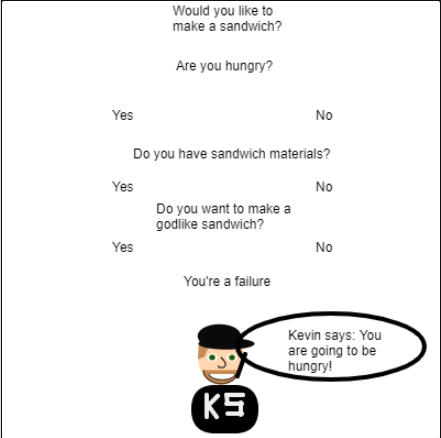 Would you like to
make a sandwich?
Are you hungry?
Yes No
Do you have sandwich materials?
Yes No
Do you want to make a
godlike sandwich?
Yes No
You're a failure
Kevin says: You
are going to be
hungry!
KS